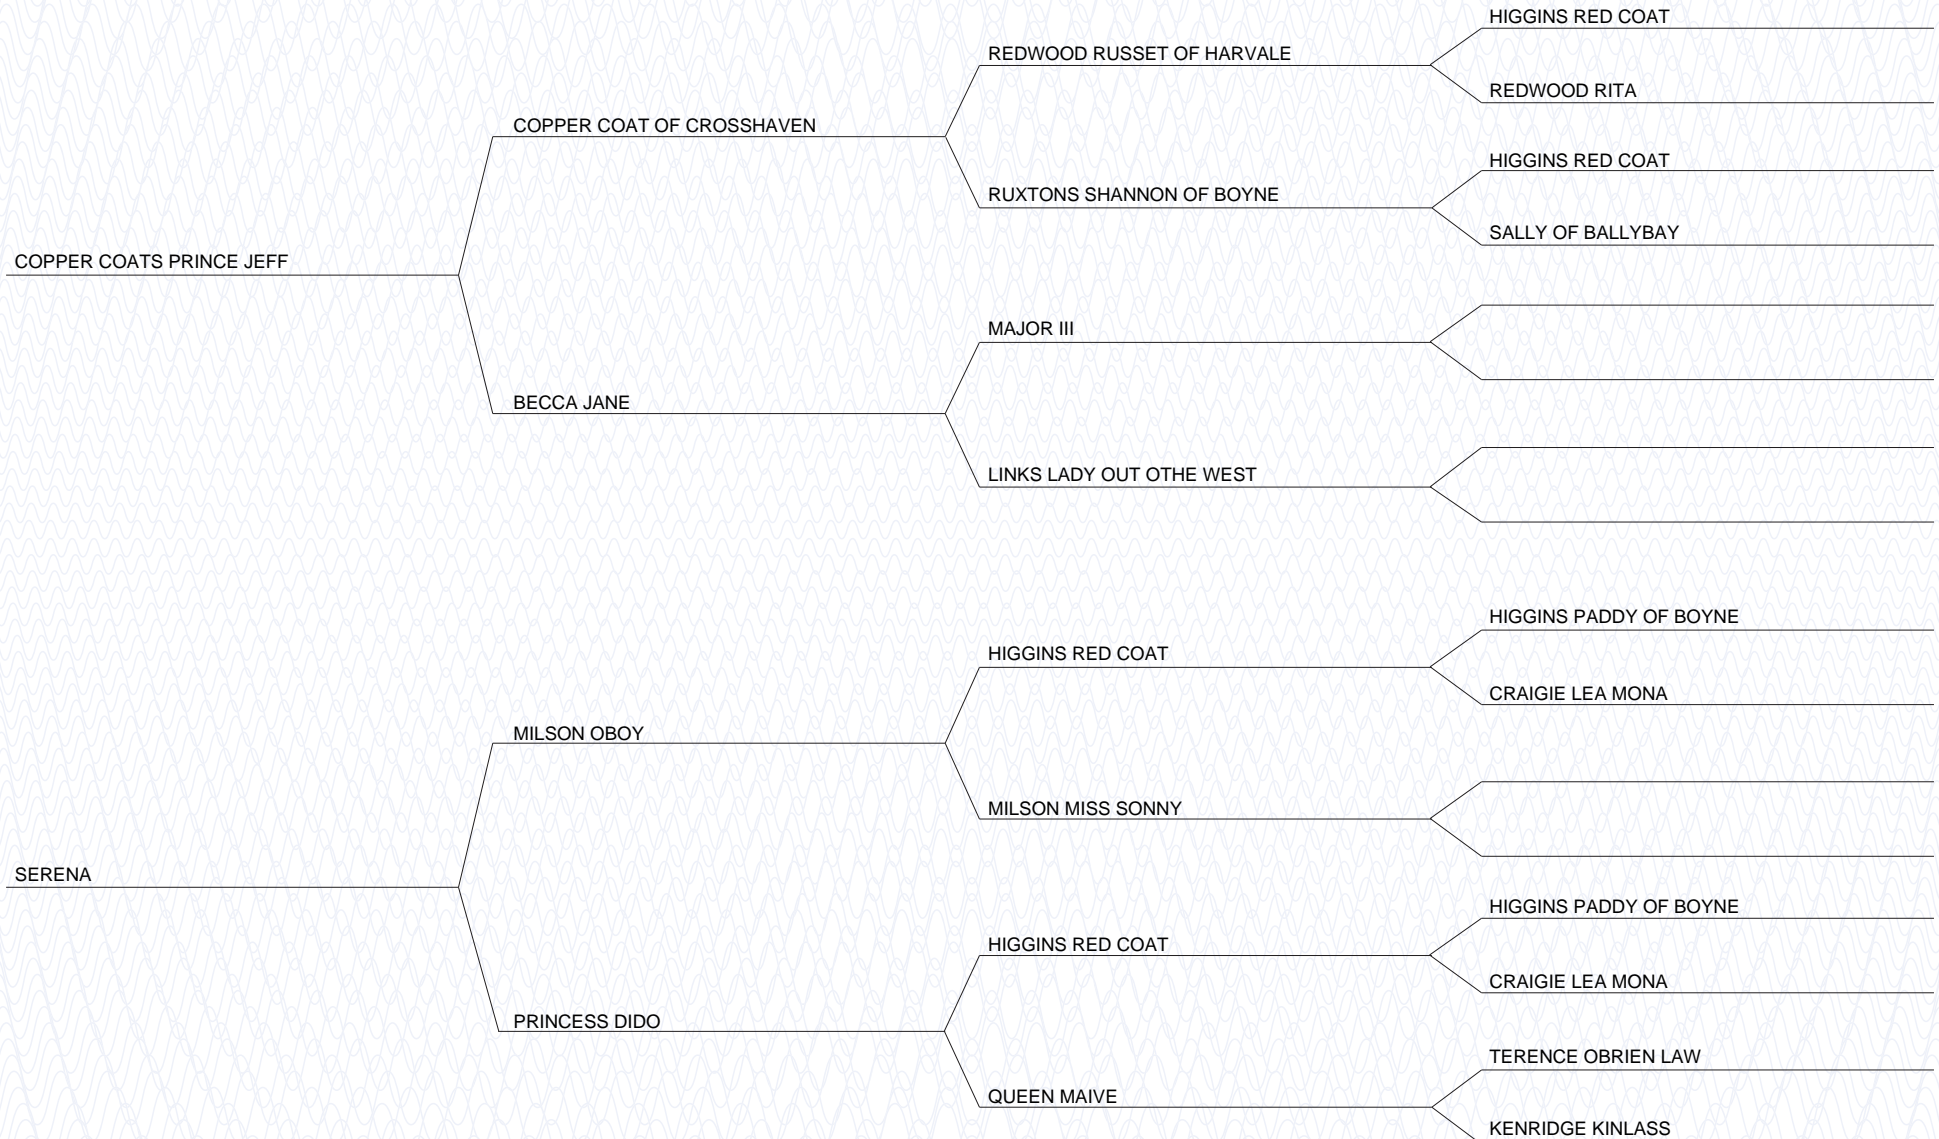 HIGGINS RED COAT
REDWOOD RUSSET OF HARVALE
REDWOOD RITA
COPPER COAT OF CROSSHAVEN
HIGGINS RED COAT
RUXTONS SHANNON OF BOYNE
SALLY OF BALLYBAY
COPPER COATS PRINCE JEFF
MAJOR III
BECCA JANE
LINKS LADY OUT OTHE WEST
HIGGINS PADDY OF BOYNE
HIGGINS RED COAT
CRAIGIE LEA MONA
MILSON OBOY
MILSON MISS SONNY
SERENA
HIGGINS PADDY OF BOYNE
HIGGINS RED COAT
CRAIGIE LEA MONA
PRINCESS DIDO
TERENCE OBRIEN LAW
QUEEN MAIVE
KENRIDGE KINLASS